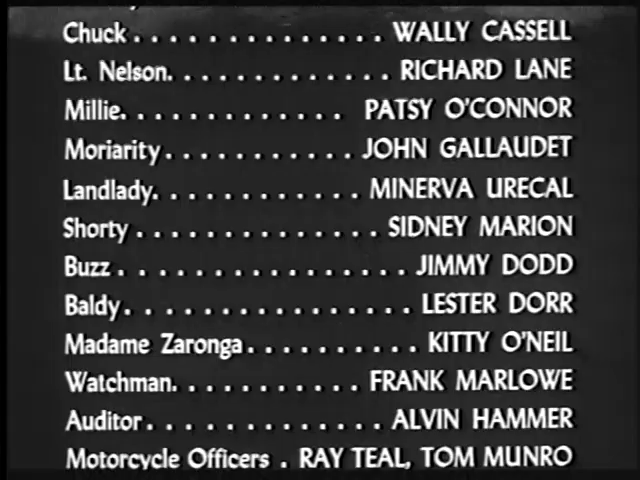 Chuck . . . . . . . . . . . . . . WALLY CASSELL
Lt. Nelson. . . . . . . . . . . . . RICHARD LANE
Millie. . . . . . . . . . . . . PATSY O'CONNOR
Moriarity . . . . . . . . . . . JOHN GALLAUDET
Landlady. . . . . . . . . . . . MINERVA URECAL
Shorty . . . . . . . . . . . . . . SIDNEY MARION
Buzz . . . . . . . . . . . . . . . . JIMMY DODD
Baldy . . . . . . . . . . . . . . . . LESTER DORR
Madame Zaronga . . . . . . . . . . KITTY O'NEIL
Watchman. . . . . . . . . . . FRANK MARLOWE
Auditor . . . . . . . . . . . . . ALVIN HAMMER
Motorcycle Officers . RAY TEAL, TOM MUNRO